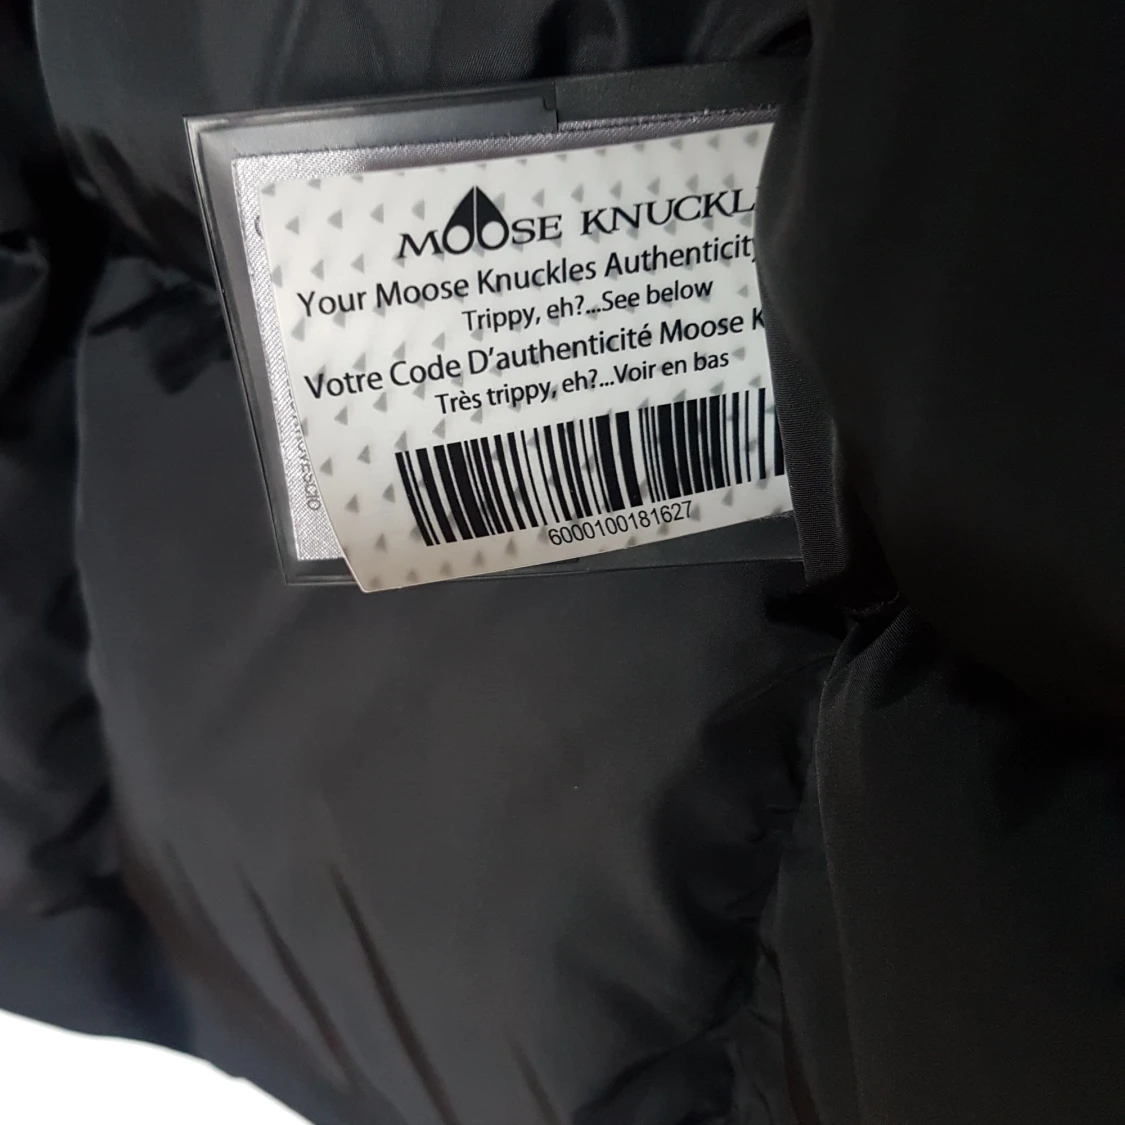 MOOSE KNUCKL
Your Moose Knuckles Authenticity
Trippy, eh?...See below
Votre Code D'authenticité Moose K
Très trippy, eh?...Voir en bas
6000100181627